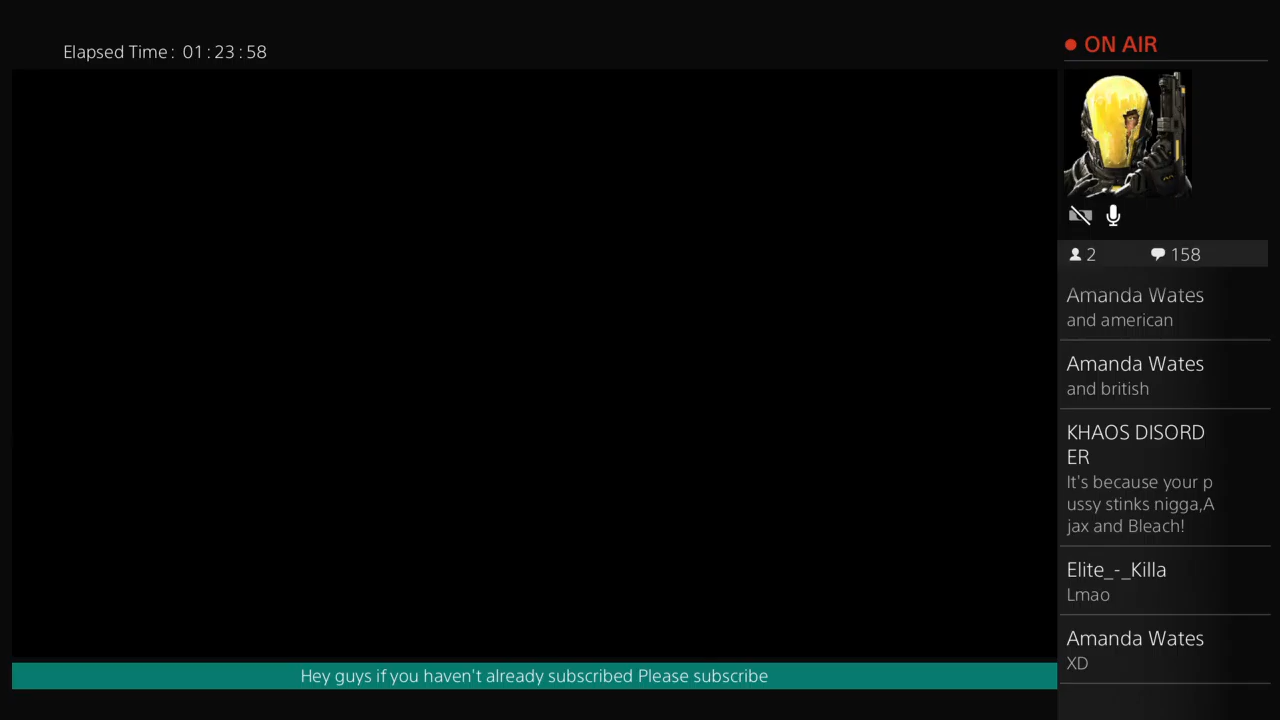 Elapsed Time: 01:23:58
ON AIR
2 158
Amanda Wates
and american
Amanda Wates
and british
KHAOS DISORD
ER
It's because your p
ussy stinks nigga,A
jax and Bleach!
Elite_-_Killa
Lmao
Amanda Wates
XD
Hey guys if you haven't already subscribed Please subscribe